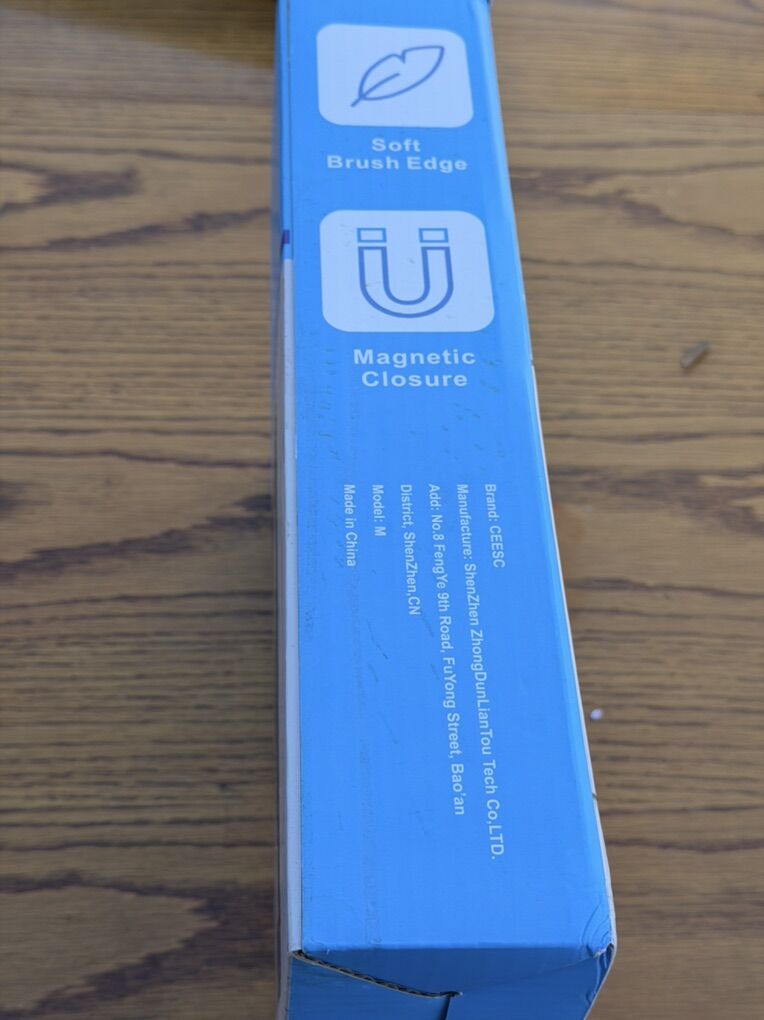 Soft
Brush Edge
Magnetic
Closure
Brand: CEESC
Manufacture: ShenZhen ZhongDunLianTou Tech Co,LTD.
Add: No.8 FengYe 9th Road, FuYong Street, Bao'an
District, ShenZhen,CN
Model: M
Made in China